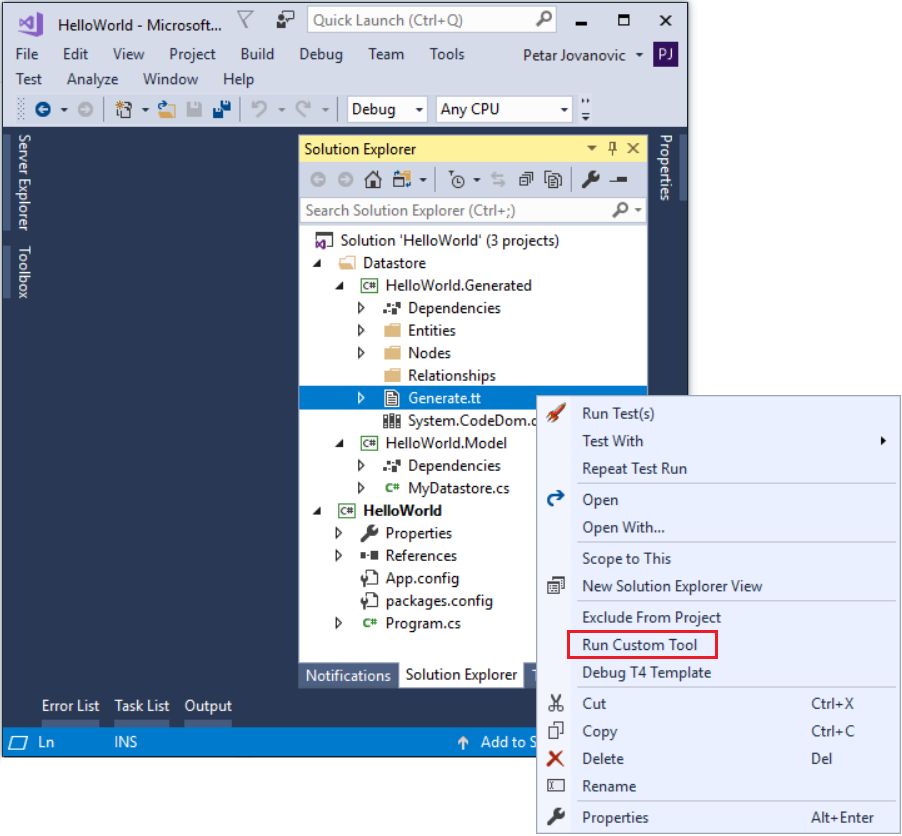 HelloWorld - Microsoft...
Quick Launch (Ctrl+Q)
File Edit View Project Build Debug Team Tools Petar Jovanovic PJ
Test Analyze Window Help
Debug Any CPU
Server Explorer
Toolbox
Solution Explorer
Properties
Search Solution Explorer (Ctrl+;)
Solution 'HelloWorld' (3 projects)
Datastore
C# HelloWorld.Generated
Dependencies
Entities
Nodes
Relationships
Generate.tt
System.CodeDom.
C# HelloWorld.Model
Dependencies
C# MyDatastore.cs
C# HelloWorld
Properties
References
App.config
packages.config
C# Program.cs
Notifications Solution Explorer
Error List Task List Output
Ln INS Add to S
Run Test(s)
Test With
Repeat Test Run
Open
Open With...
Scope to This
New Solution Explorer View
Exclude From Project
Run Custom Tool
Debug T4 Template
Cut Ctrl+X
Copy Ctrl+C
Delete Del
Rename
Properties Alt+Enter